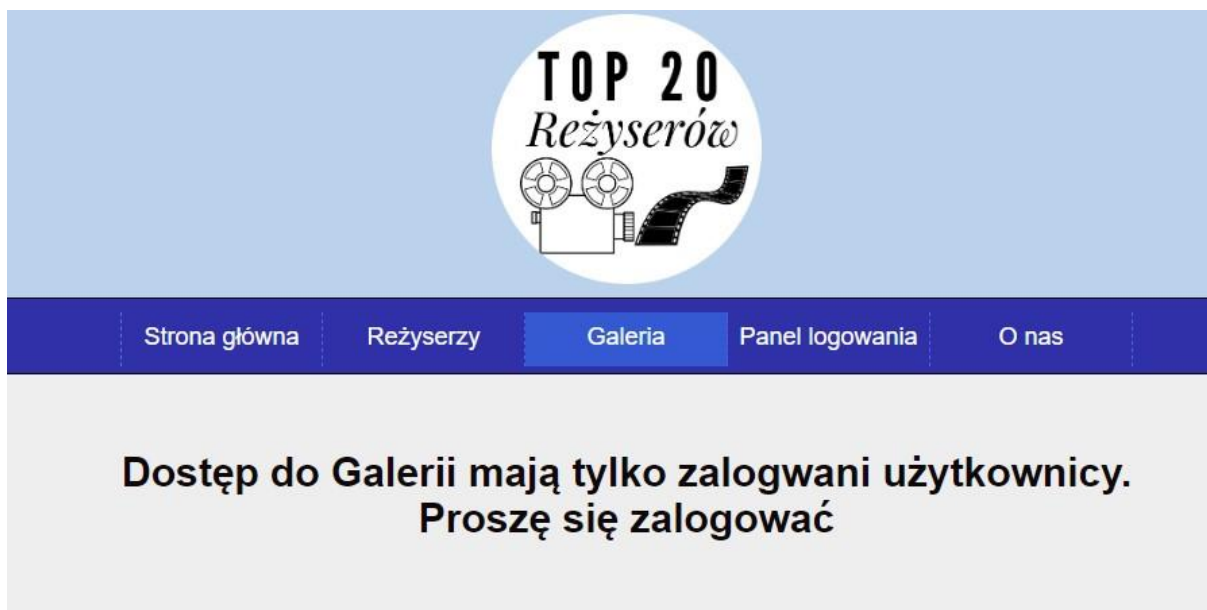 TOP 20
Reżyserów
Strona główna Reżyserzy Galeria Panel logowania O nas
Dostęp do Galerii mają tylko zalogwani użytkownicy.
Proszę się zalogować